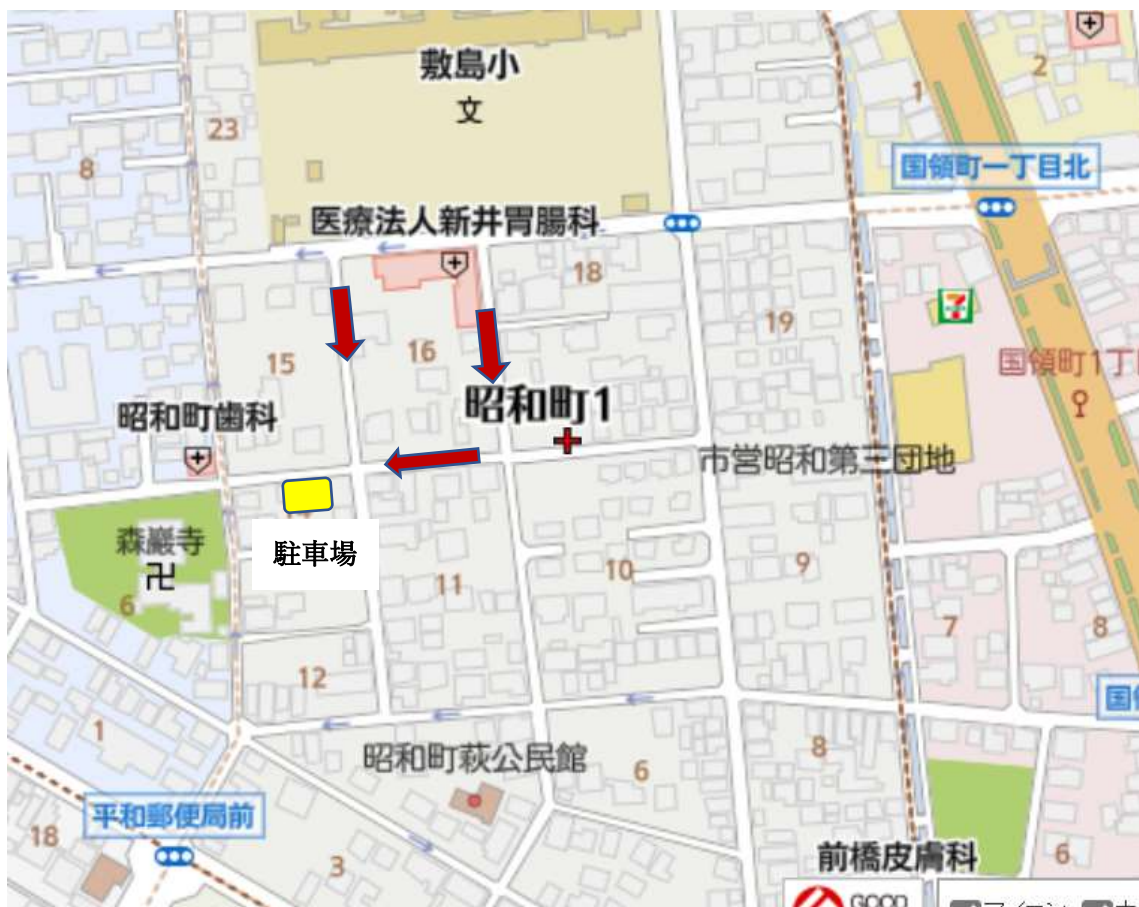 敷島小
文
2
1
23
国領町一丁目北
8
医療法人新井胃腸科
18
19
国領町1丁
15
16
昭和町1
昭和町歯科
市営昭和第三団地
森巖寺
卍
駐車場
6
11
10
9
7
8
12
1
昭和町萩公民館
6
8
平和郵便局前
18
3
前橋皮膚科
6
GOOD